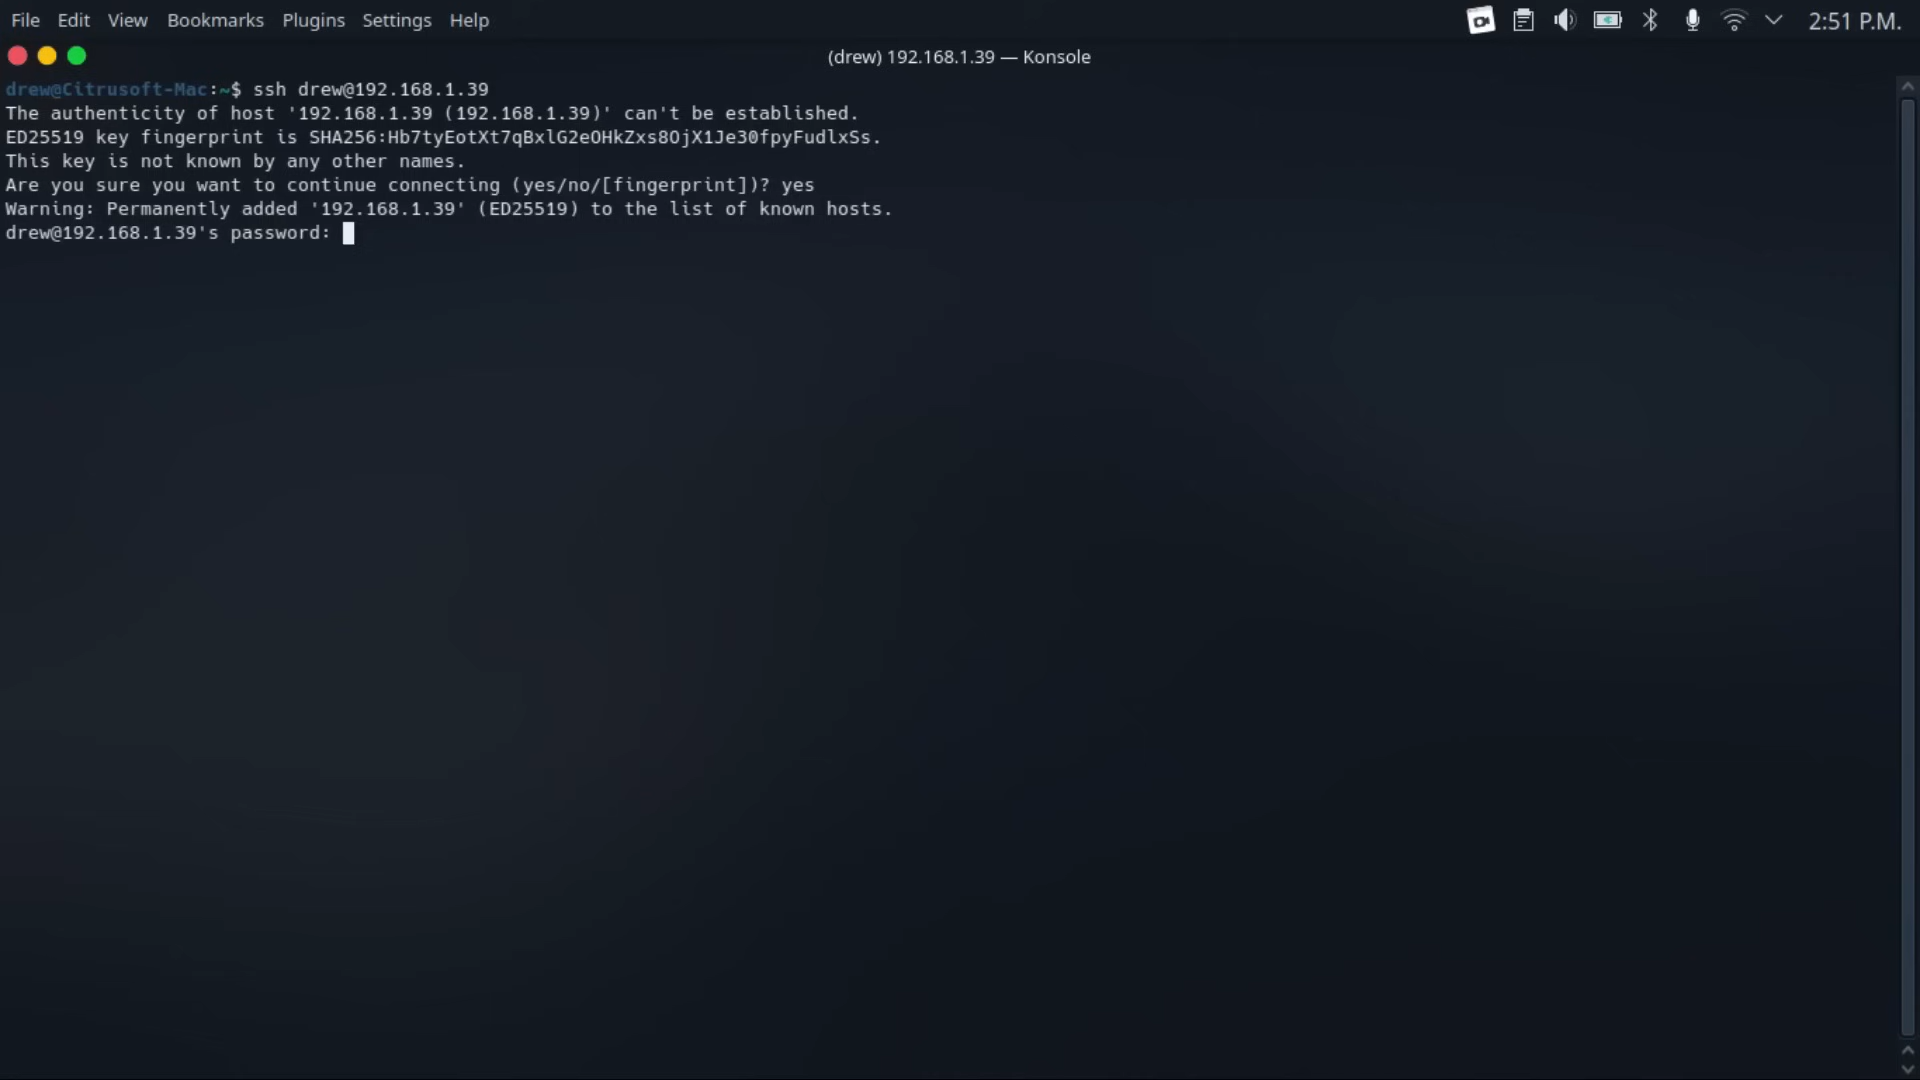 File Edit View Bookmarks Plugins Settings Help 2:51 P.M.
(drew) 192.168.1.39 — Konsole
drew@Citrusoft-Mac:~$ ssh drew@192.168.1.39
The authenticity of host '192.168.1.39 (192.168.1.39)' can't be established.
ED25519 key fingerprint is SHA256:Hb7tyEotXt7qBxlG2eOHkZxs8OjX1Je30fpyFudlxSs.
This key is not known by any other names.
Are you sure you want to continue connecting (yes/no/[fingerprint])? yes
Warning: Permanently added '192.168.1.39' (ED25519) to the list of known hosts.
drew@192.168.1.39's password: